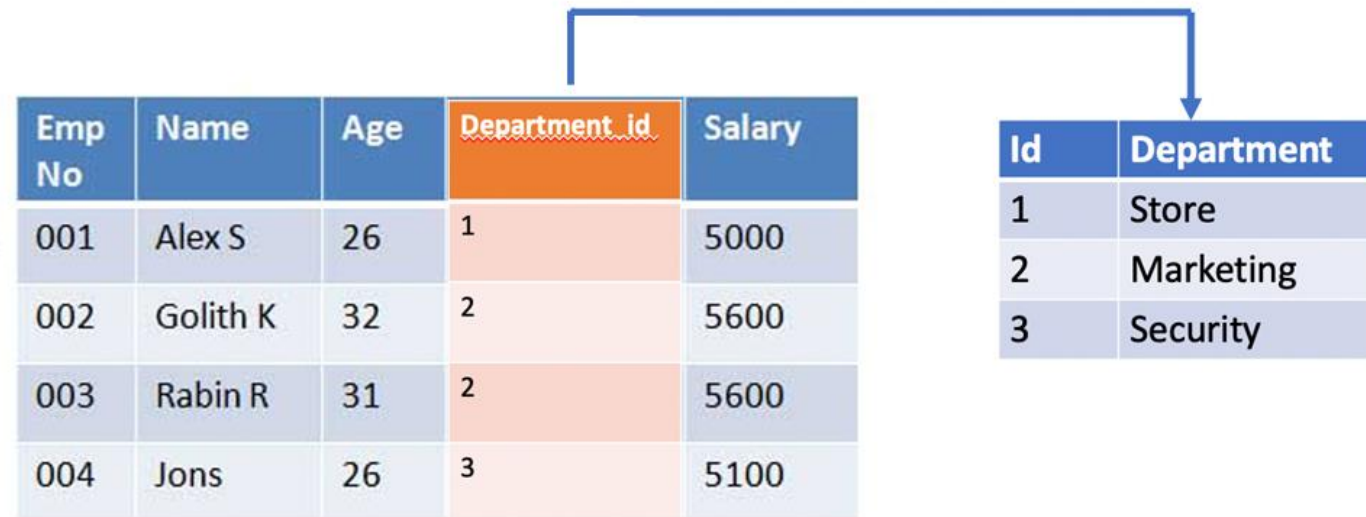 Emp No Name Age Department_id Salary
001 Alex S 26 1 5000
002 Golith K 32 2 5600
003 Rabin R 31 2 5600
004 Jons 26 3 5100
Id Department
1 Store
2 Marketing
3 Security